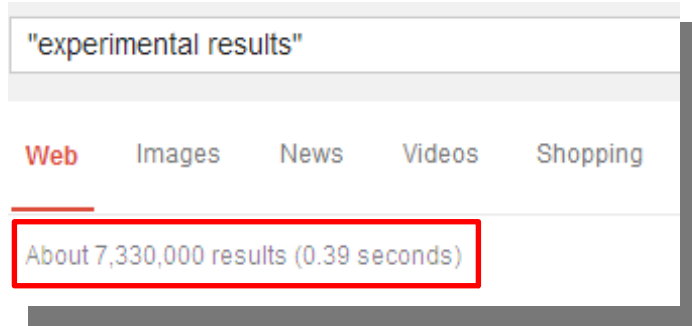 "experimental results"
Web Images News Videos Shopping
About 7,330,000 results (0.39 seconds)